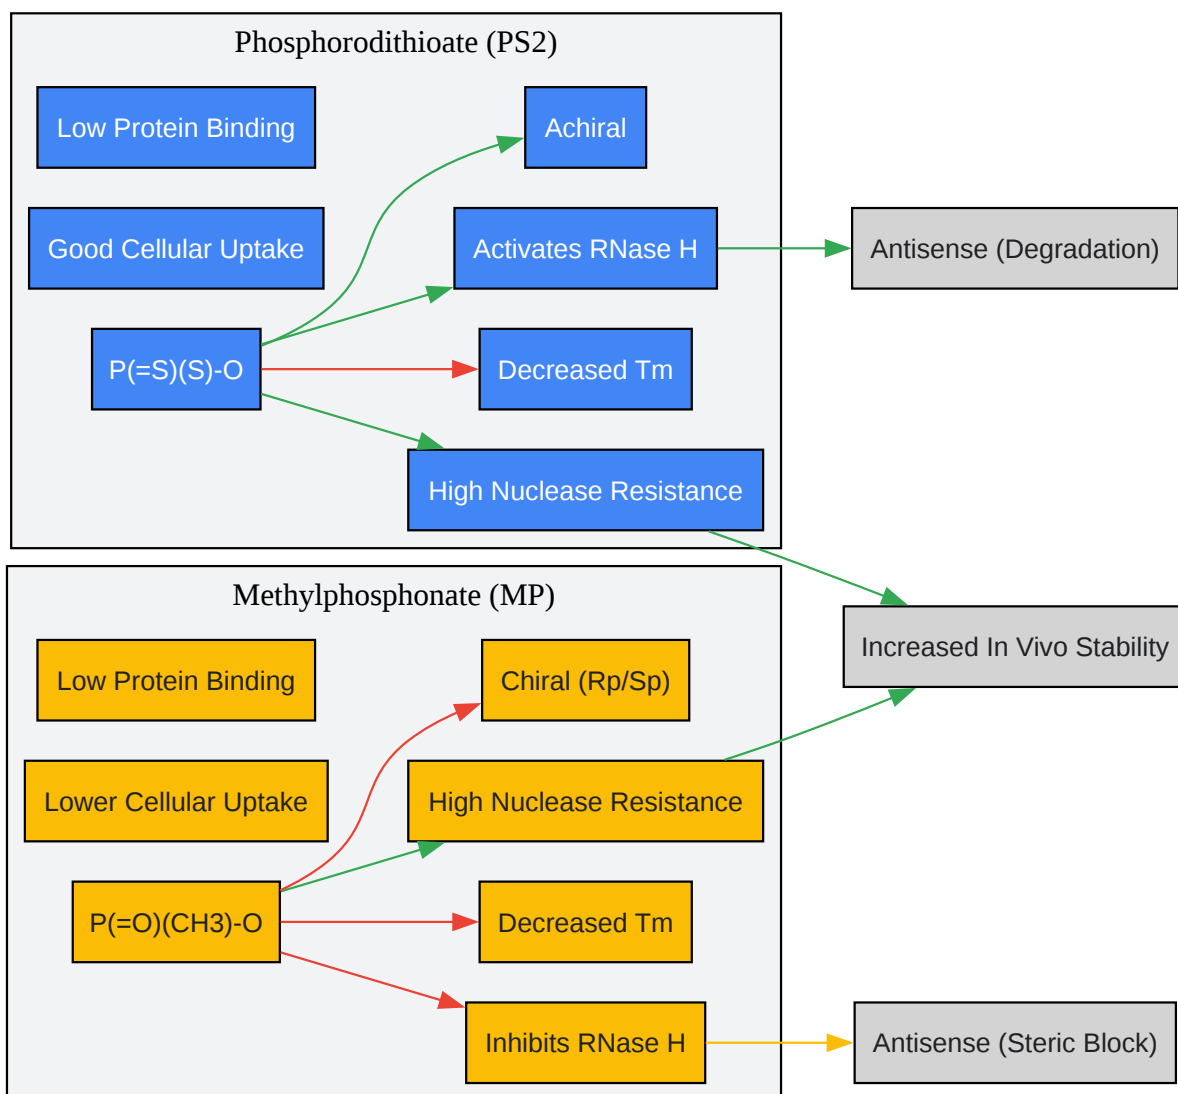 Phosphorodithioate (PS2)
Low Protein Binding
Achiral
Good Cellular Uptake
Activates RNase H
Antisense (Degradation)
P(=S)(S)-O
Decreased Tm
High Nuclease Resistance
Methylphosphonate (MP)
Increased In Vivo Stability
Low Protein Binding
Chiral (Rp/Sp)
Lower Cellular Uptake
High Nuclease Resistance
P(=O)(CH3)-O
Decreased Tm
Inhibits RNase H
Antisense (Steric Block)